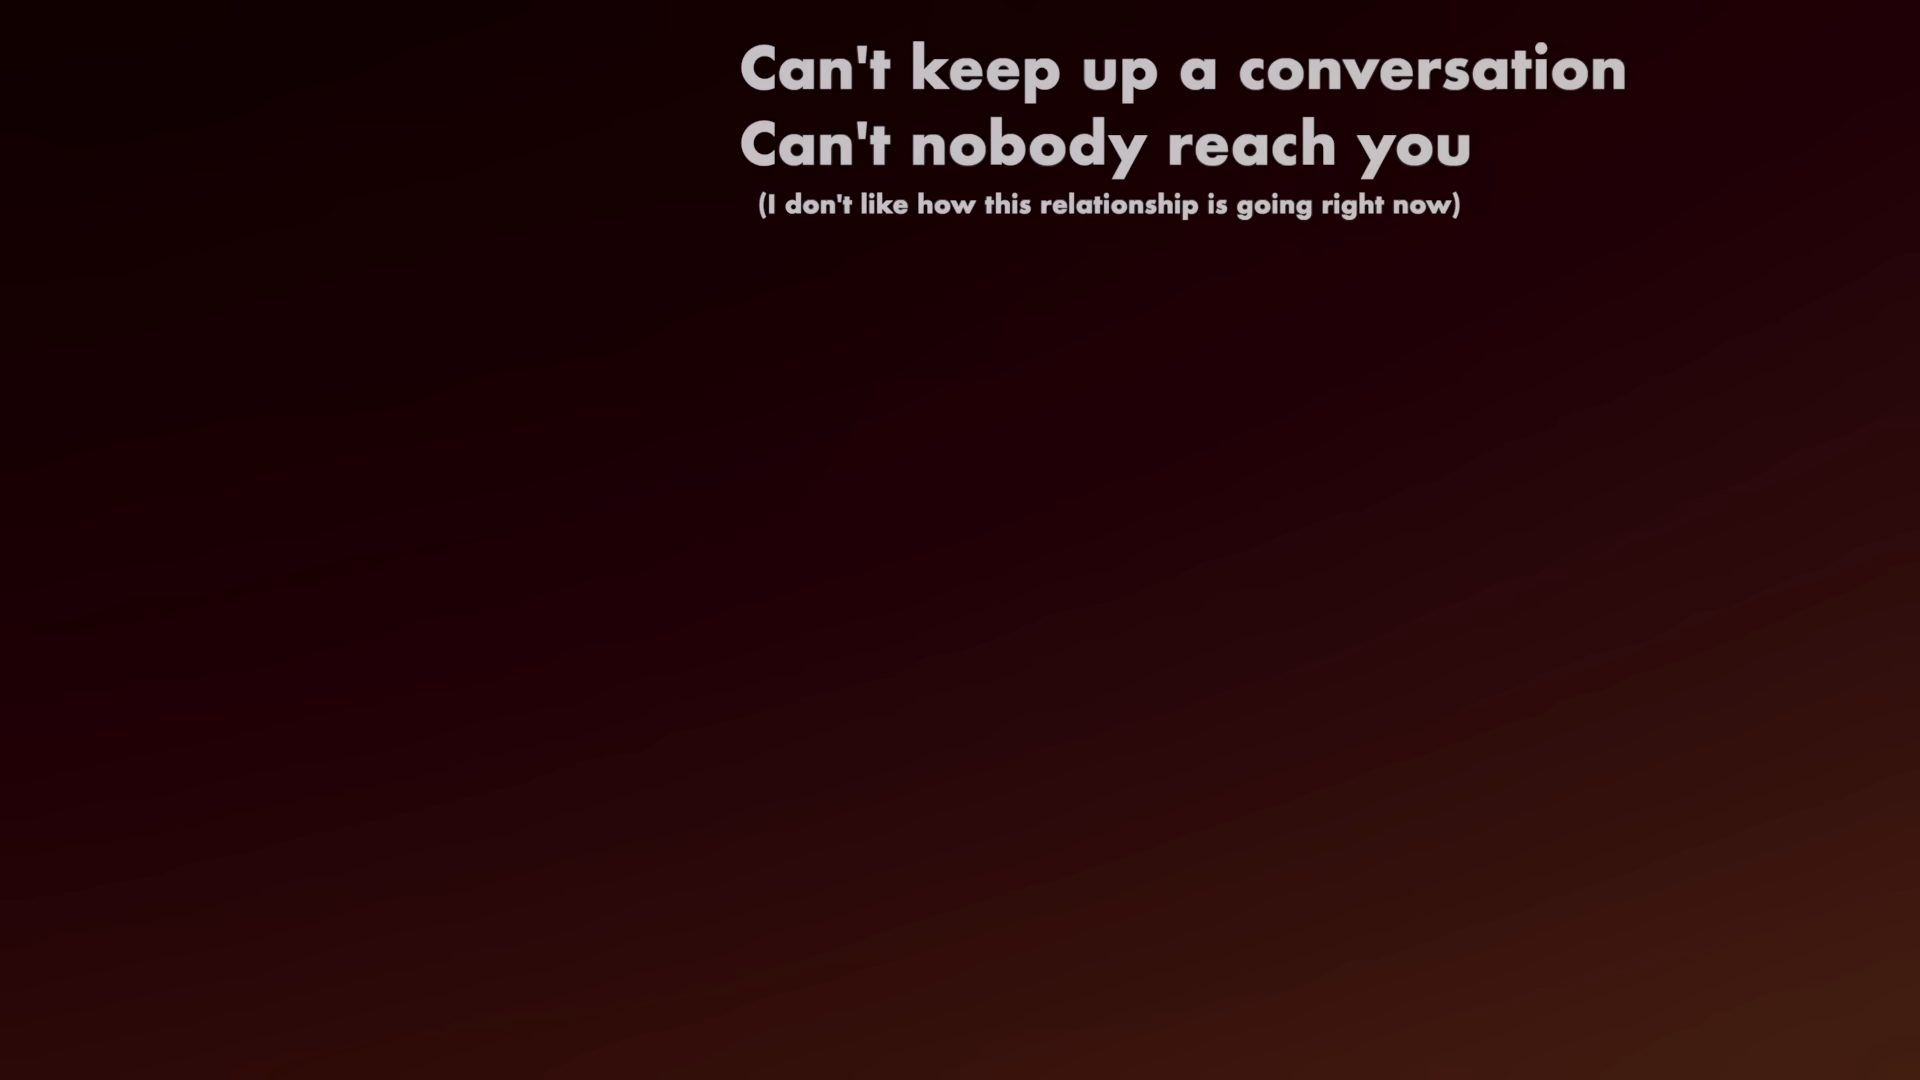 Can't keep up a conversation
Can't nobody reach you
(I don't like how this relationship is going right now)